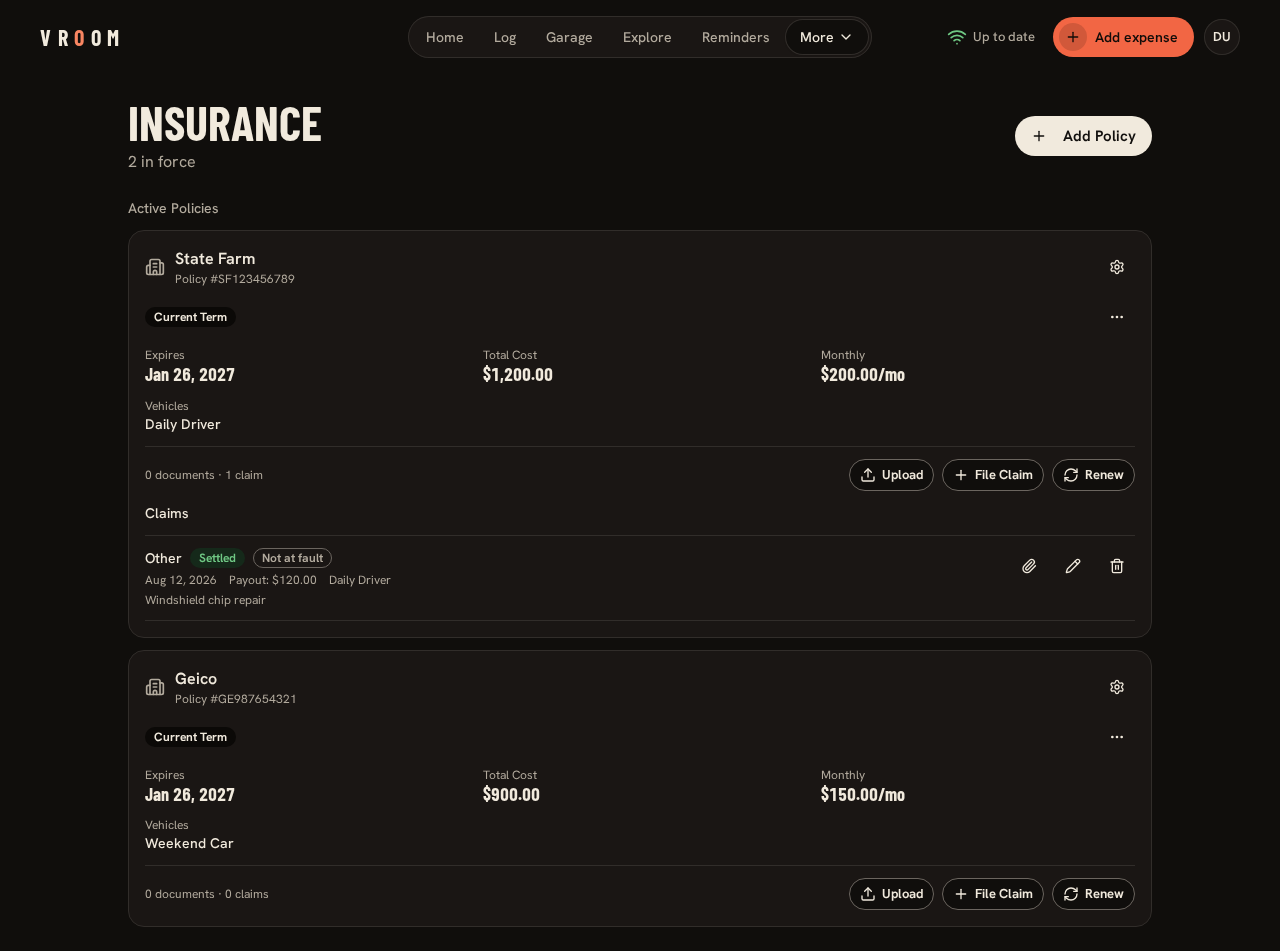 VROOM
Home Log Garage Explore Reminders More
Up to date
Add expense
DU
INSURANCE
2 in force
Add Policy
Active Policies
State Farm
Policy #SF123456789
Current Term
Expires Total Cost Monthly
Jan 26, 2027 $1,200.00 $200.00/mo
Vehicles
Daily Driver
0 documents · 1 claim Upload File Claim Renew
Claims
Other Settled Not at fault
Aug 12, 2026 Payout: $120.00 Daily Driver
Windshield chip repair
Geico
Policy #GE987654321
Current Term
Expires Total Cost Monthly
Jan 26, 2027 $900.00 $150.00/mo
Vehicles
Weekend Car
0 documents · 0 claims Upload File Claim Renew